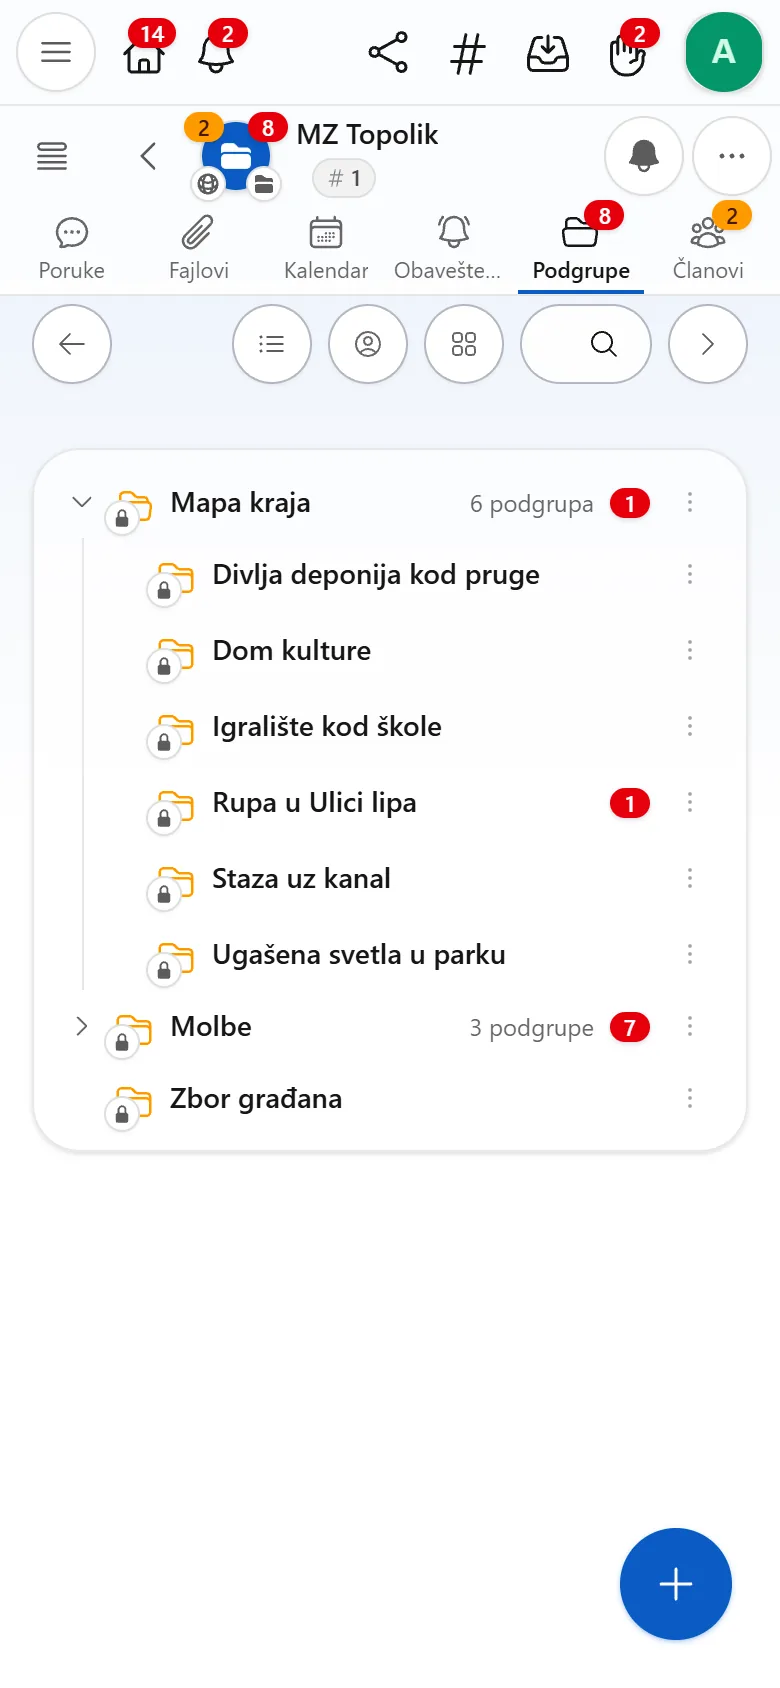 14
2
2
A
2
8
MZ Topolik
# 1
Poruke
Fajlovi
Kalendar
Obavešte...
8
Podgrupe
2
Članovi
Mapa kraja
6 podgrupa
1
Divlja deponija kod pruge
Dom kulture
Igralište kod škole
Rupa u Ulici lipa
1
Staza uz kanal
Ugašena svetla u parku
Molbe
3 podgrupe
7
Zbor građana